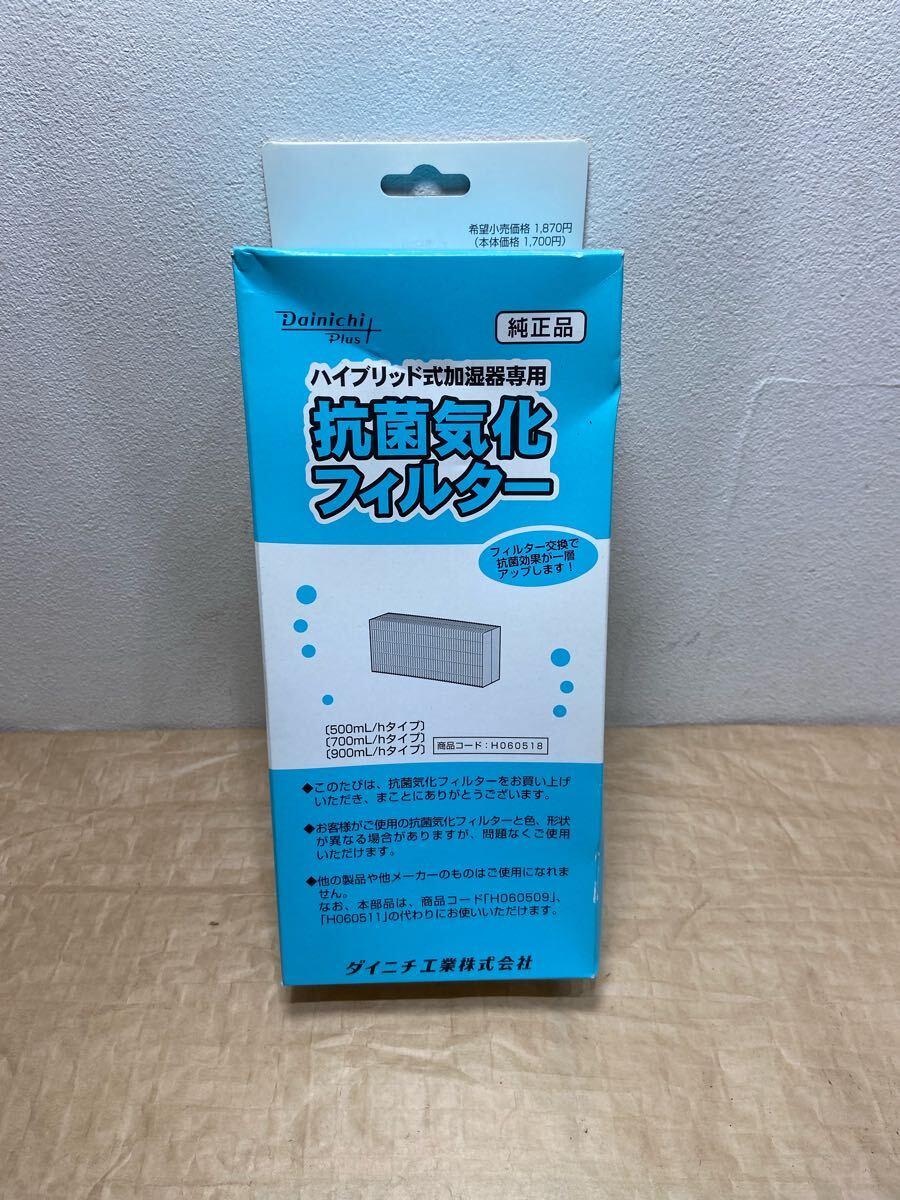 希望小売価格 1,870円
（本体価格 1,700円）
Dainichi
Plus
純正品
ハイブリッド式加湿器専用
抗菌気化
フィルター
フィルター交換で
抗菌効果が一層
アップします！
〔500mL/hタイプ〕
〔700mL/hタイプ〕
〔900mL/hタイプ〕
商品コード：H060518
◆このたびは、抗菌気化フィルターをお買い上げ
いただき、まことにありがとうございます。
◆お客様がご使用の抗菌気化フィルターと色、形状
が異なる場合がありますが、問題なくご使用
いただけます。
◆他の製品や他メーカーのものはご使用になれま
せん。
なお、本部品は、商品コード「H060509」、
「H060511」の代わりにお使いいただけます。
ダイニチ工業株式会社